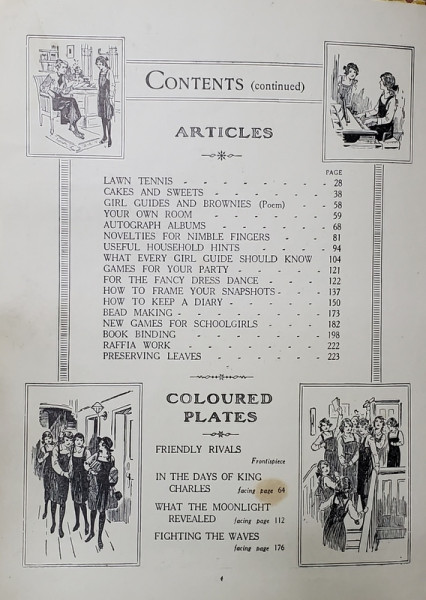 CONTENTS (continued)
ARTICLES
PAGE
LAWN TENNIS - - - - - - - - 28
CAKES AND SWEETS - - - - - - 38
GIRL GUIDES AND BROWNIES (Poem) - - 58
YOUR OWN ROOM - - - - - - 59
AUTOGRAPH ALBUMS - - - - - - 68
NOVELTIES FOR NIMBLE FINGERS - - 81
USEFUL HOUSEHOLD HINTS - - - - 94
WHAT EVERY GIRL GUIDE SHOULD KNOW 104
GAMES FOR YOUR PARTY - - - - - 121
FOR THE FANCY DRESS DANCE - - - 122
HOW TO FRAME YOUR SNAPSHOTS - - - 137
HOW TO KEEP A DIARY - - - - - 150
BEAD MAKING - - - - - - - 173
NEW GAMES FOR SCHOOLGIRLS - - - 182
BOOK BINDING - - - - - - - 198
RAFFIA WORK - - - - - - - 222
PRESERVING LEAVES - - - - - 223
COLOURED
PLATES
FRIENDLY RIVALS
Frontispiece
IN THE DAYS OF KING
CHARLES facing page 64
WHAT THE MOONLIGHT
REVEALED facing page 112
FIGHTING THE WAVES
facing page 176
4